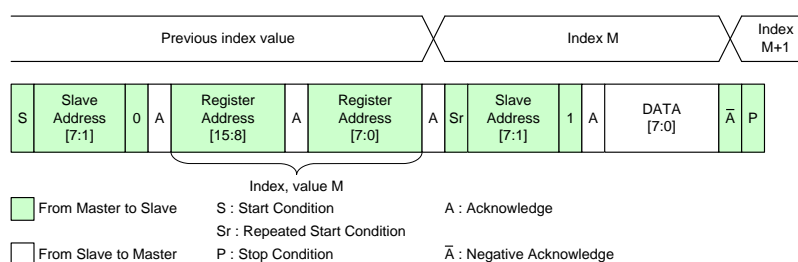 Previous index value Index M Index M+1
S Slave Address [7:1] 0 A Register Address [15:8] A Register Address [7:0] A Sr Slave Address [7:1] 1 A DATA [7:0] A̅ P
Index, value M
From Master to Slave S : Start Condition A : Acknowledge
Sr : Repeated Start Condition
From Slave to Master P : Stop Condition A̅ : Negative Acknowledge